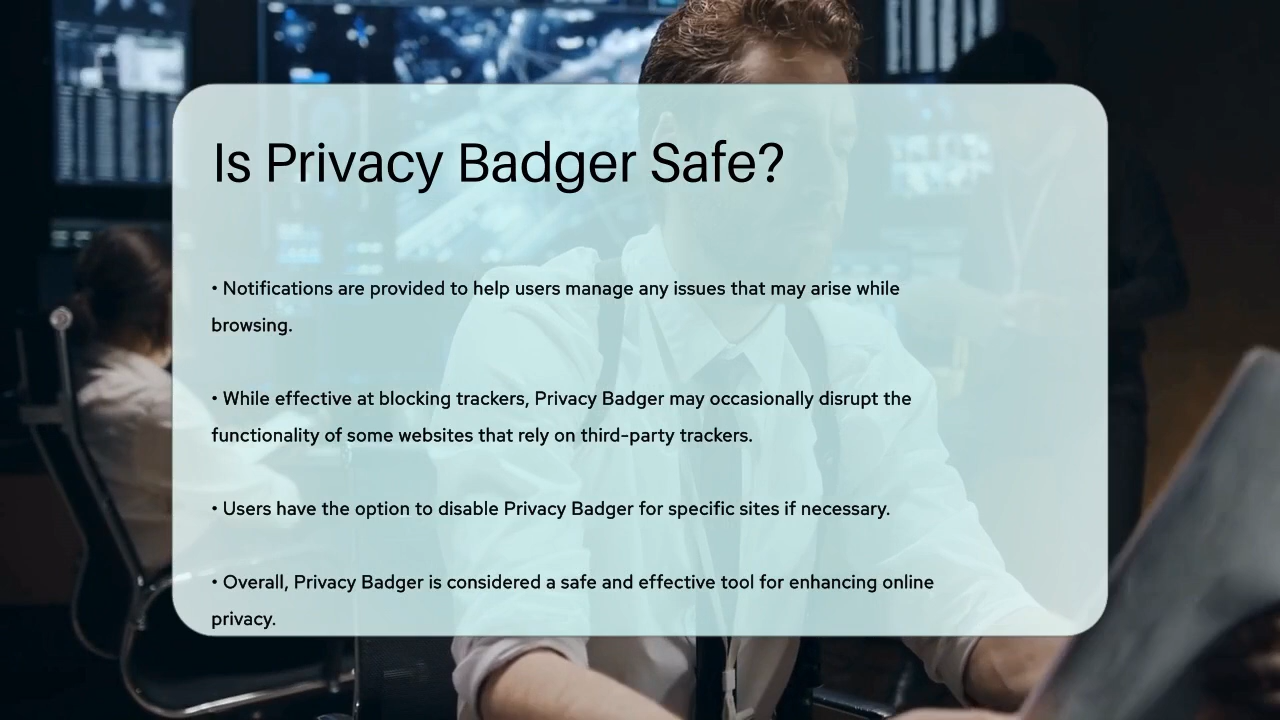 Is Privacy Badger Safe?
• Notifications are provided to help users manage any issues that may arise while
browsing.
• While effective at blocking trackers, Privacy Badger may occasionally disrupt the
functionality of some websites that rely on third-party trackers.
• Users have the option to disable Privacy Badger for specific sites if necessary.
• Overall, Privacy Badger is considered a safe and effective tool for enhancing online
privacy.